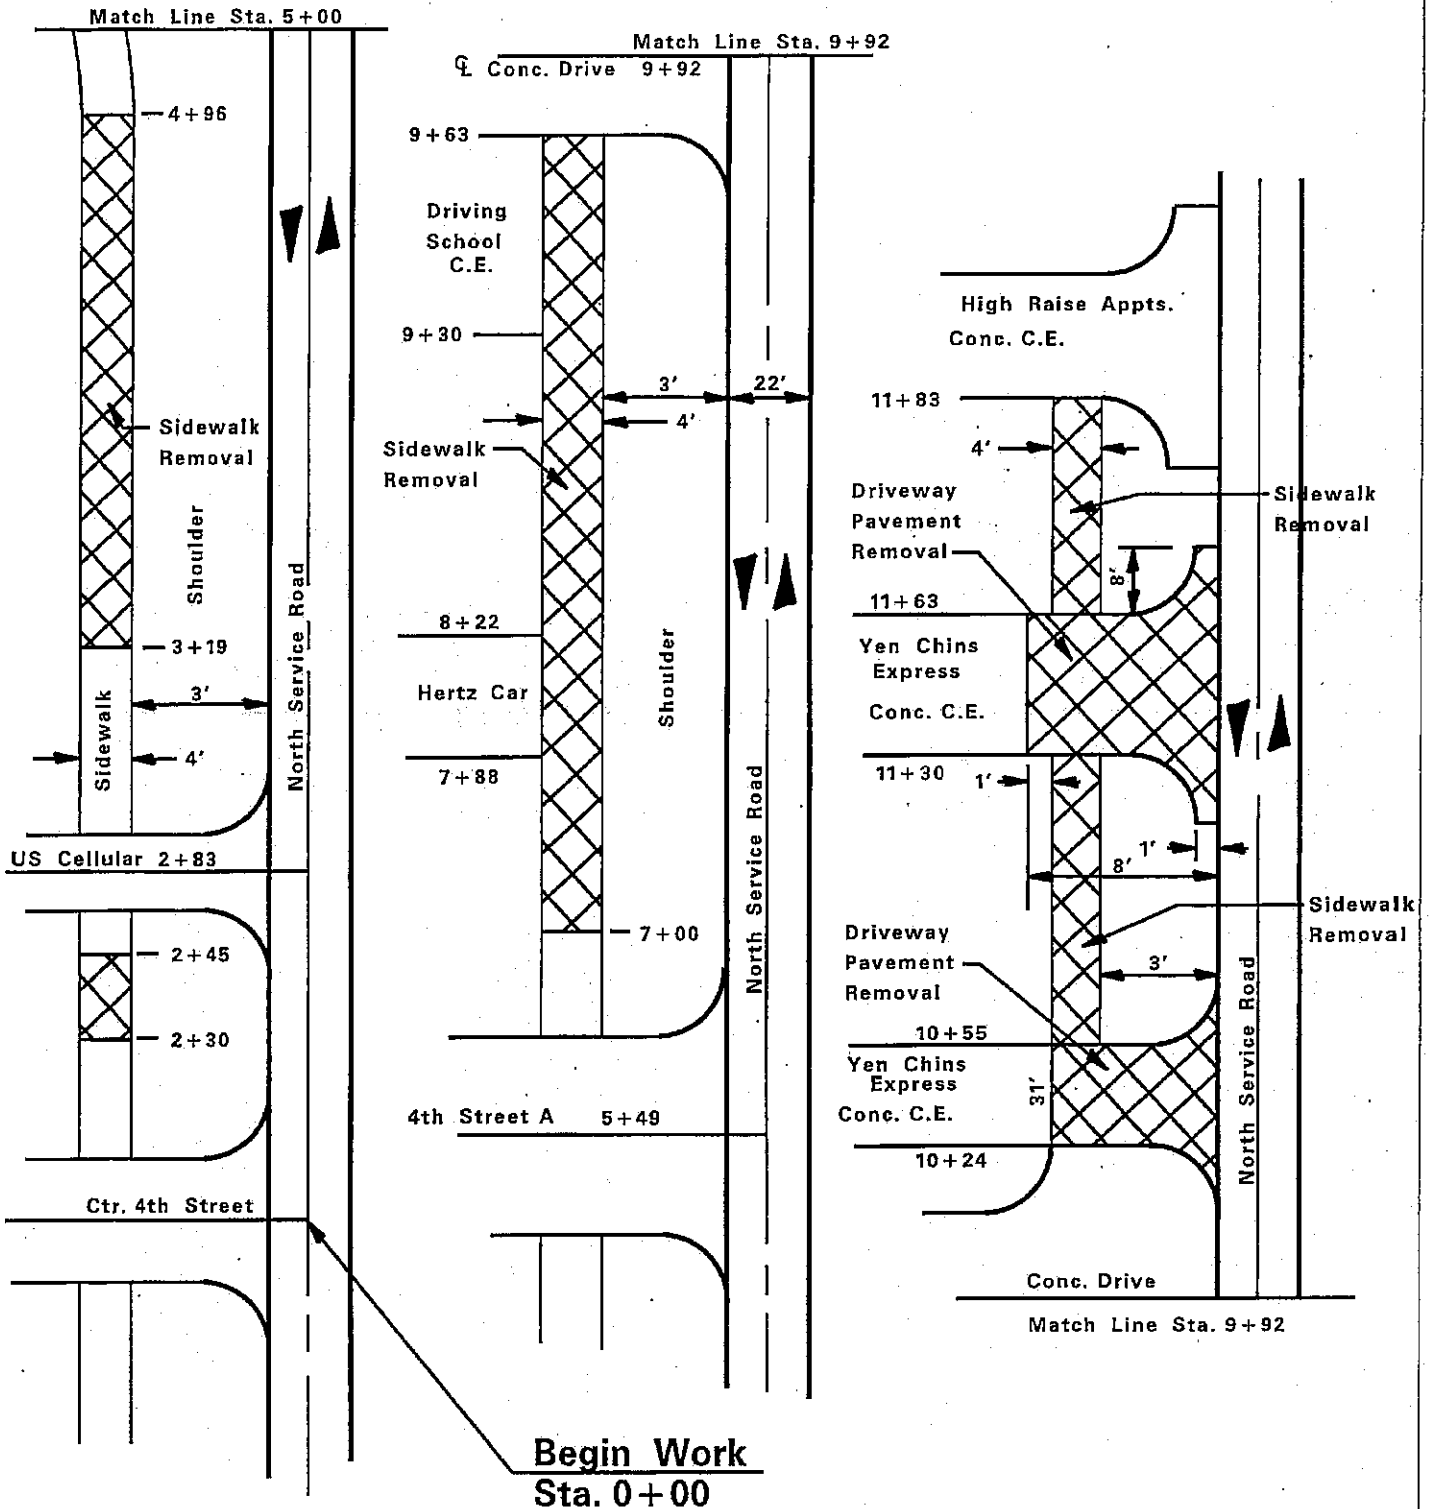 Match Line Sta. 5+00
4+96
Sidewalk
Removal
Shoulder
3+19
3'
Sidewalk
4'
North Service Road
US Cellular 2+83
2+45
2+30
Ctr. 4th Street
Begin Work
Sta. 0+00
Match Line Sta. 9+92
℄ Conc. Drive 9+92
9+63
Driving
School
C.E.
9+30
3'
22'
4'
Sidewalk
Removal
8+22
Hertz Car
Shoulder
7+88
North Service Road
7+00
4th Street A 5+49
High Raise Appts.
Conc. C.E.
11+83
4'
Driveway
Pavement
Removal
Sidewalk
Removal
8'
11+63
Yen Chins
Express
Conc. C.E.
11+30
1'
1'
8'
Sidewalk
Removal
Driveway
Pavement
Removal
3'
10+55
Yen Chins
Express
Conc. C.E.
31'
North Service Road
10+24
Conc. Drive
Match Line Sta. 9+92